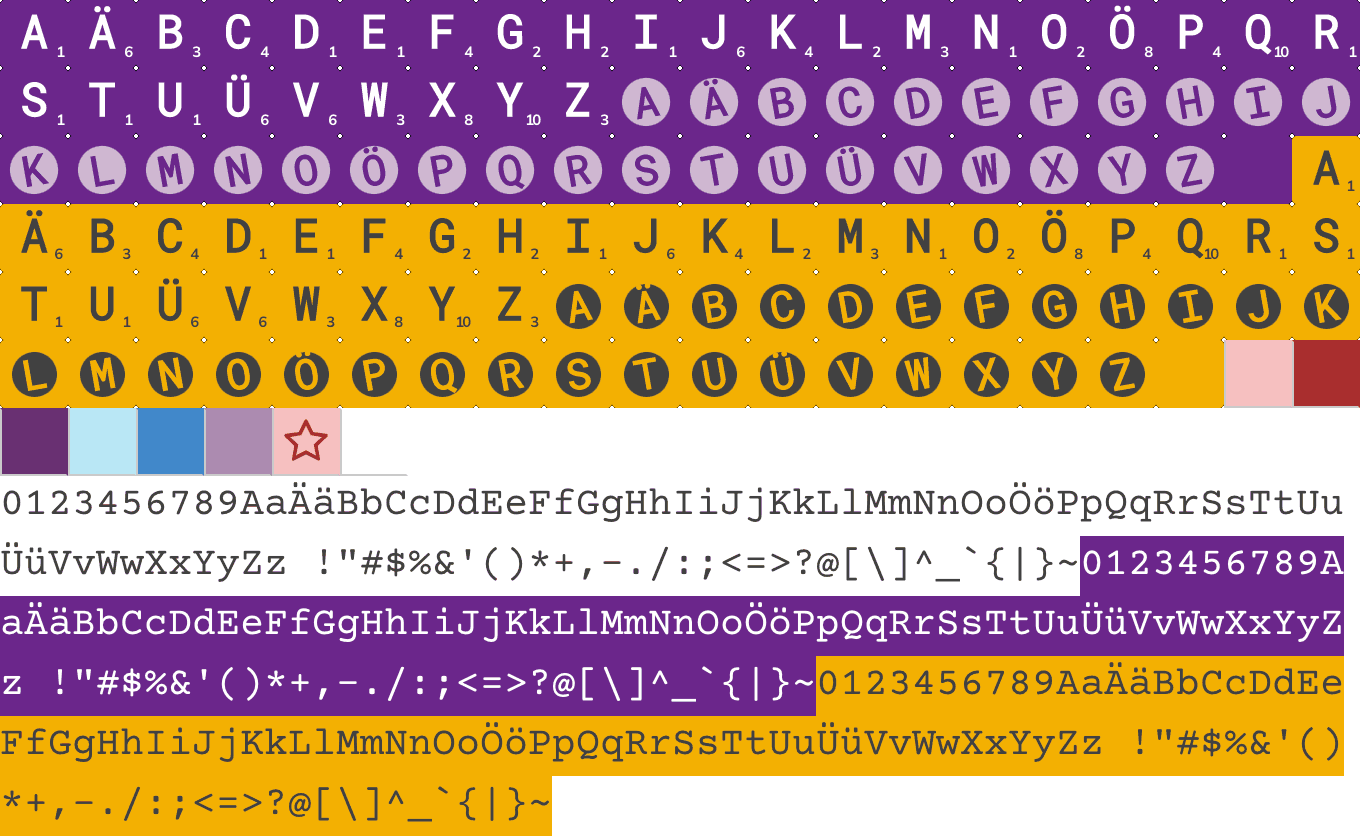 A1 Ä6 B3 C4 D1 E1 F4 G2 H2 I1 J6 K4 L2 M3 N1 O2 Ö8 P4 Q10 R1
S1 T1 U1 Ü6 V6 W3 X8 Y10 Z3 A Ä B C D E F G H I J
K L M N O Ö P Q R S T U Ü V W X Y Z A1
Ä6 B3 C4 D1 E1 F4 G2 H2 I1 J6 K4 L2 M3 N1 O2 Ö8 P4 Q10 R1 S1
T1 U1 Ü6 V6 W3 X8 Y10 Z3 A Ä B C D E F G H I J K
L M N O Ö P Q R S T U Ü V W X Y Z
0123456789AaÄäBbCcDdEeFfGgHhIiJjKkLlMmNnOoÖöPpQqRrSsTtUu
ÜüVvWwXxYyZz !"#$%&'()*+,-./:;<=>?@[\]^_`{|}~0123456789A
aÄäBbCcDdEeFfGgHhIiJjKkLlMmNnOoÖöPpQqRrSsTtUuÜüVvWwXxYyZ
z !"#$%&'()*+,-./:;<=>?@[\]^_`{|}~0123456789AaÄäBbCcDdEe
FfGgHhIiJjKkLlMmNnOoÖöPpQqRrSsTtUuÜüVvWwXxYyZz !"#$%&'()
*+,-./:;<=>?@[\]^_`{|}~